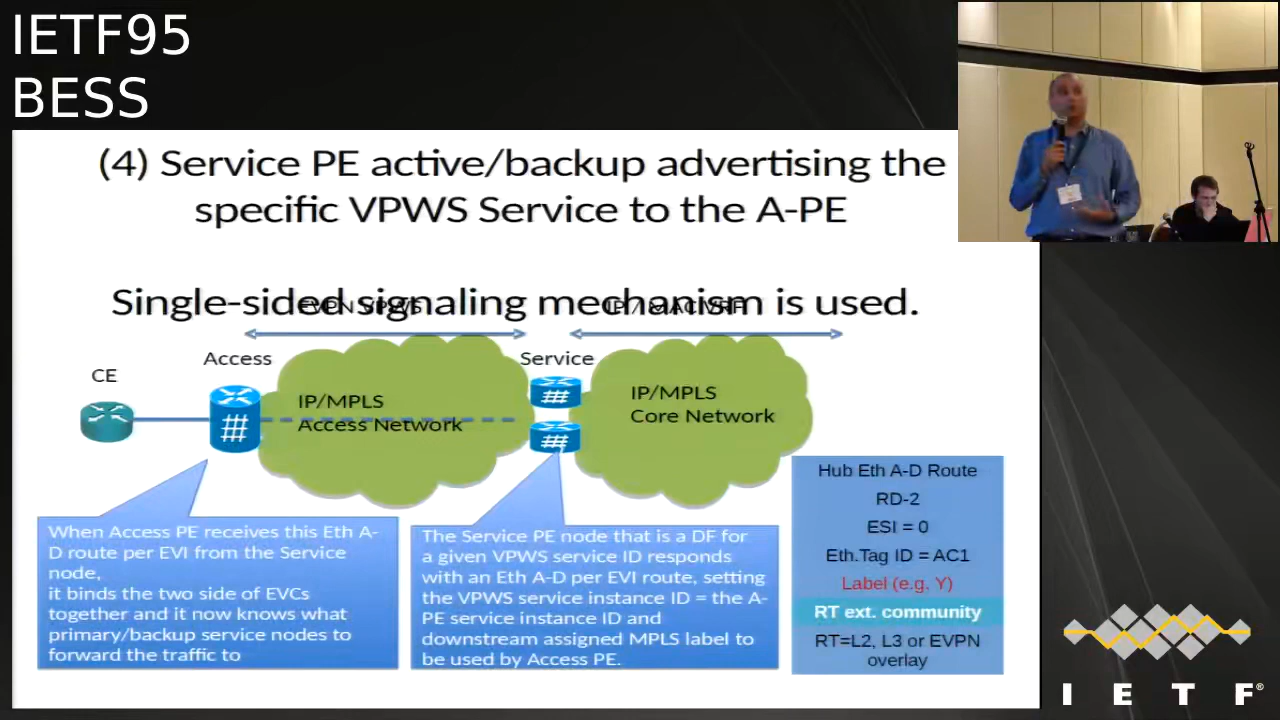 IETF95
BESS
(4) Service PE active/backup advertising the
specific VPWS Service to the A-PE
Single-sided signaling mechanism is used.
EVPN VPWS
IP / MAC VRF
Access
Service
CE
IP/MPLS
Access Network
IP/MPLS
Core Network
When Access PE receives this Eth A-
D route per EVI from the Service
node,
it binds the two side of EVCs
together and it now knows what
primary/backup service nodes to
forward the traffic to
The Service PE node that is a DF for
a given VPWS service ID responds
with an Eth A-D per EVI route, setting
the VPWS service instance ID = the A-
PE service instance ID and
downstream assigned MPLS label to
be used by Access PE.
Hub Eth A-D Route
RD-2
ESI = 0
Eth.Tag ID = AC1
Label (e.g. Y)
RT ext. community
RT=L2, L3 or EVPN
overlay
I E T F®